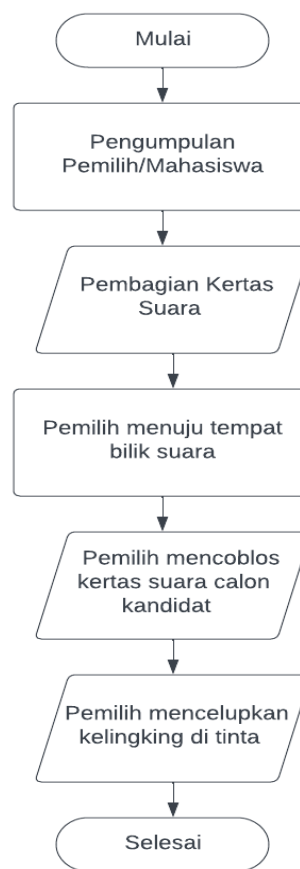 Mulai
Pengumpulan
Pemilih/Mahasiswa
Pembagian Kertas
Suara
Pemilih menuju tempat
bilik suara
Pemilih mencoblos
kertas suara calon
kandidat
Pemilih mencelupkan
kelingking di tinta
Selesai